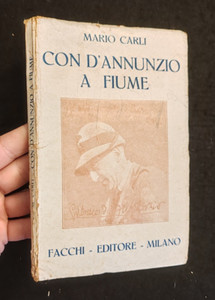 MARIO CARLI
CON D'ANNUNZIO
A FIUME
FACCHI - EDITORE - MILANO
CON D'ANNUNZIO A FIUME